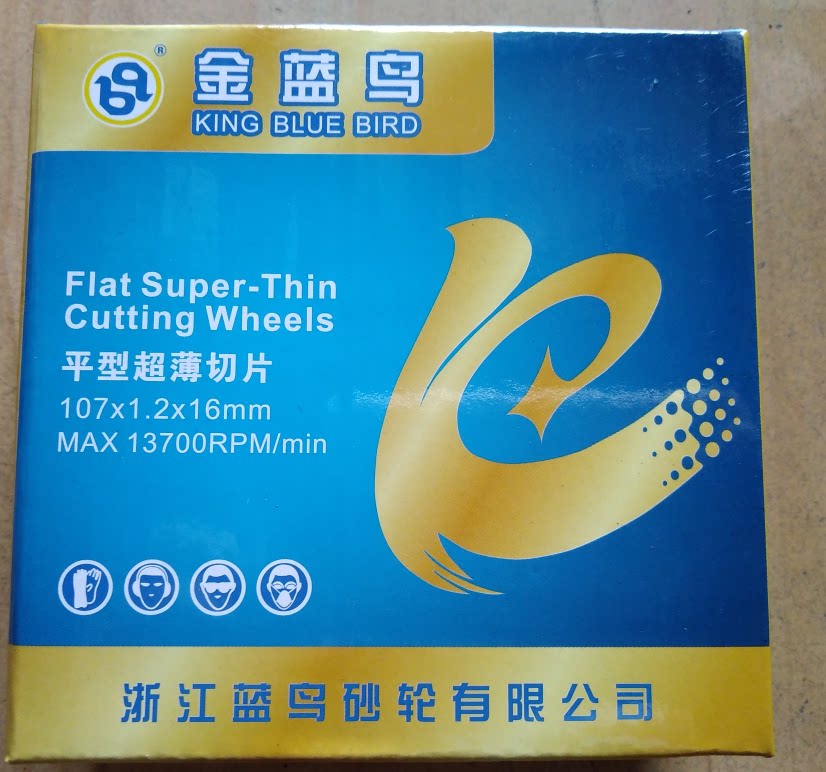 ®
金蓝鸟
KING BLUE BIRD
Flat Super-Thin
Cutting Wheels
平型超薄切片
107x1.2x16mm
MAX 13700RPM/min
浙江蓝鸟砂轮有限公司